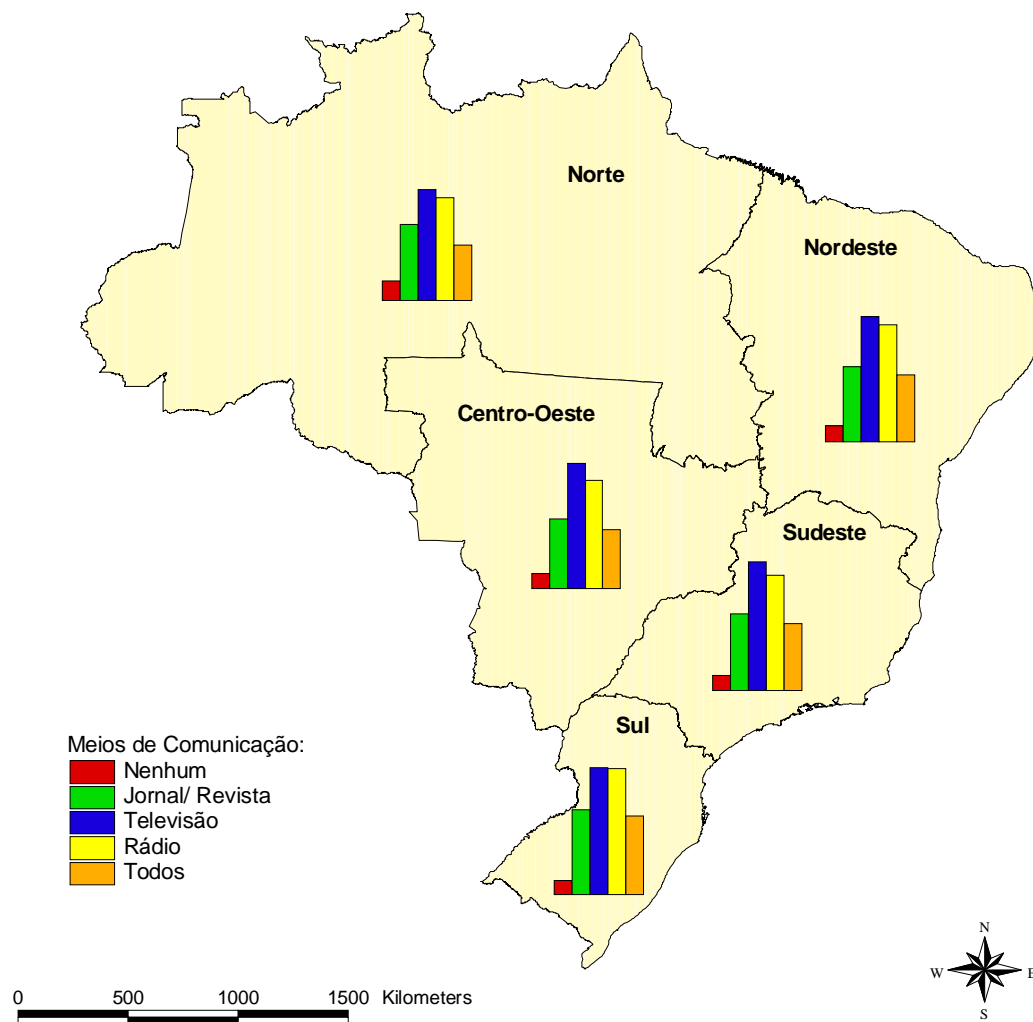 Norte
Nordeste
Centro-Oeste
Sudeste
Sul
Meios de Comunicação:
Nenhum
Jornal/ Revista
Televisão
Rádio
Todos
N
W E
S
0 500 1000 1500 Kilometers